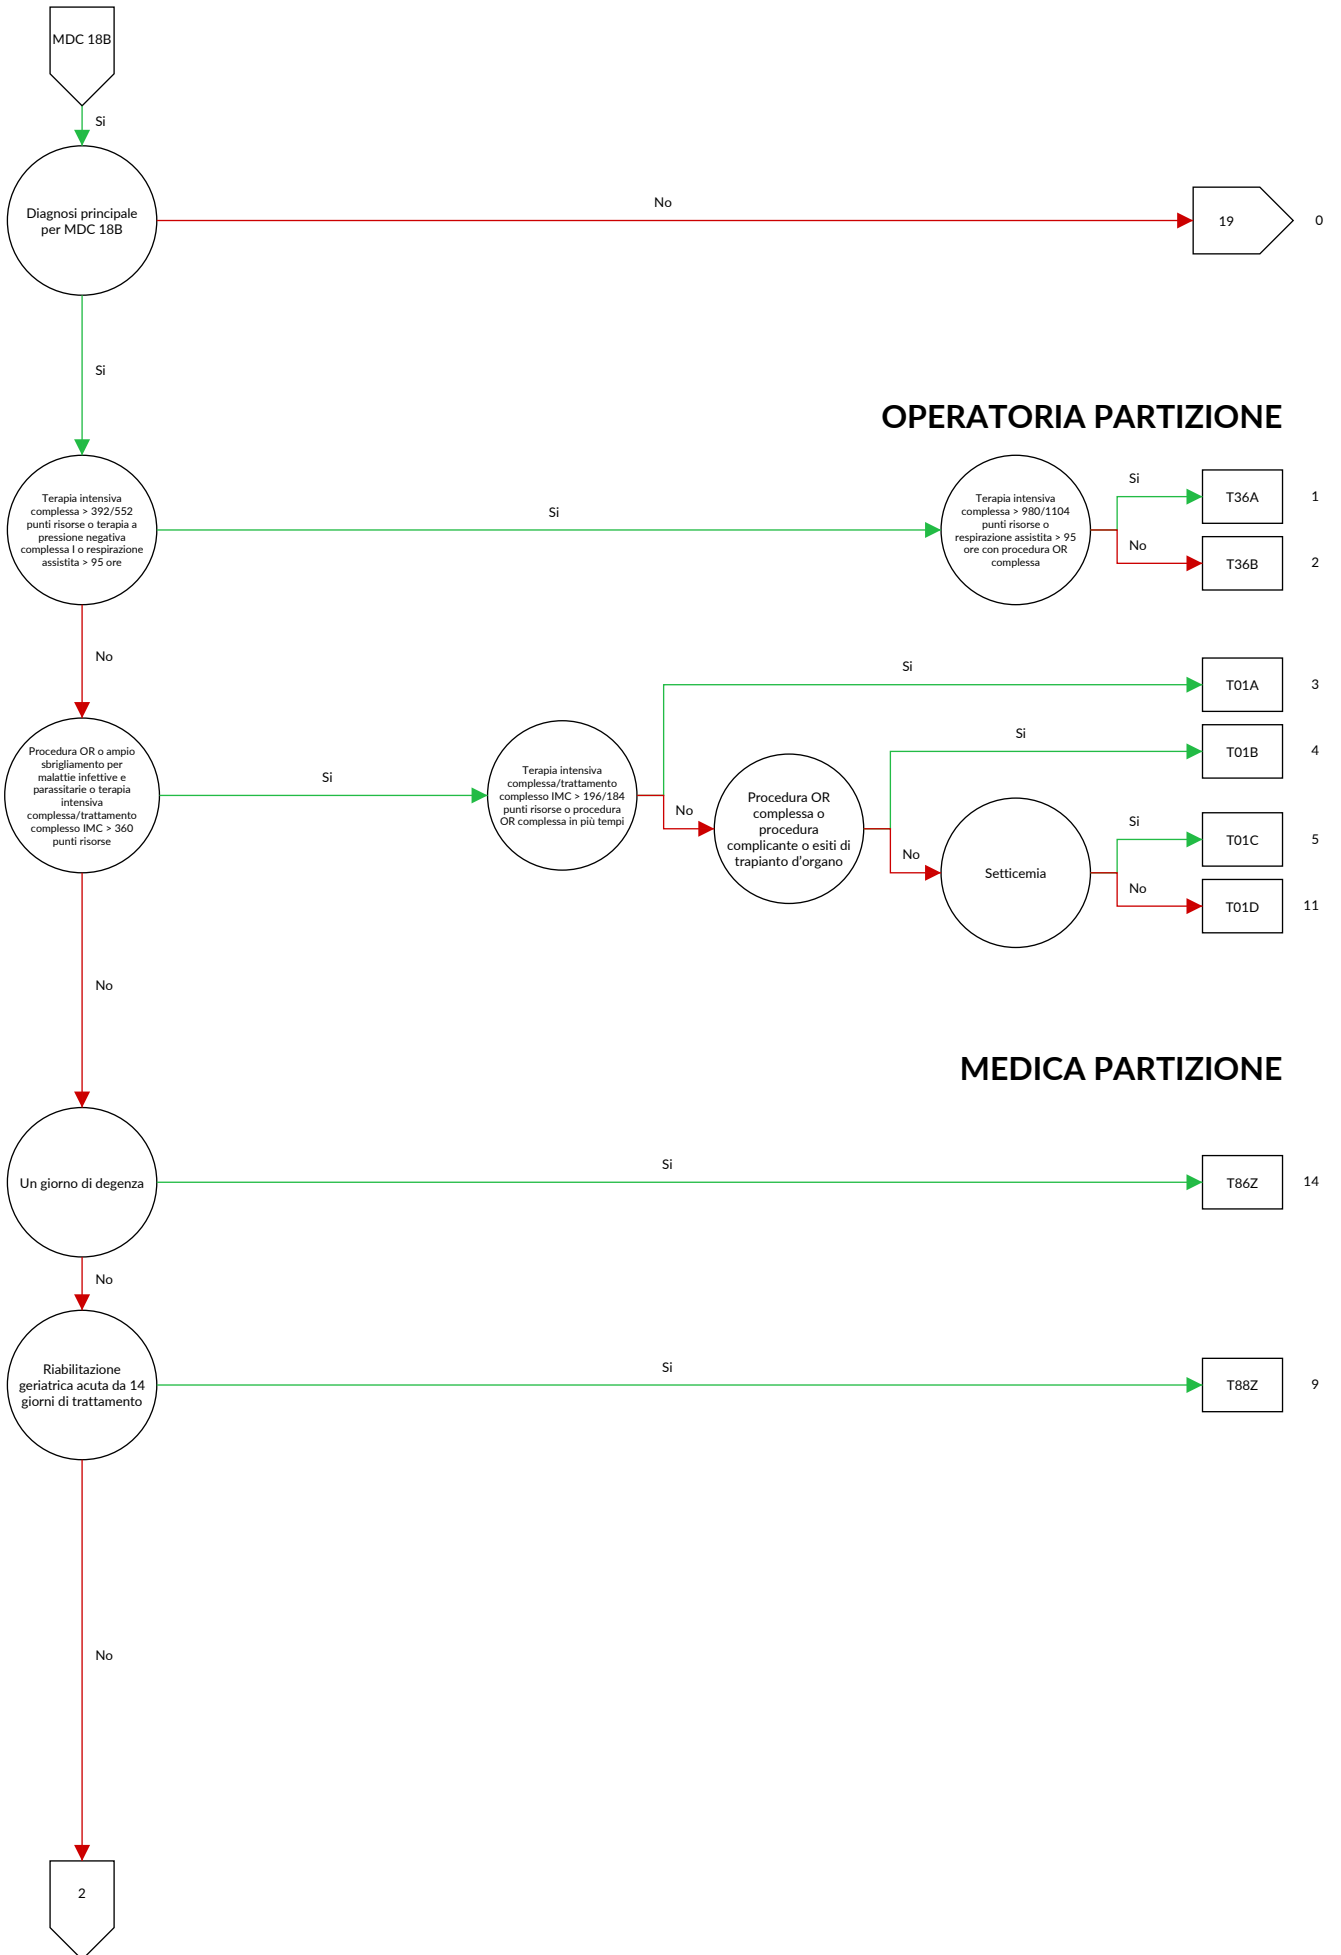 MDC 18B
Si
Diagnosi principale
per MDC 18B
No
19
0
Si
OPERATORIA PARTIZIONE
Terapia intensiva
complessa > 392/552
punti risorse o terapia a
pressione negativa
complessa I o respirazione
assistita > 95 ore
Si
Terapia intensiva
complessa > 980/1104
punti risorse o
respirazione assistita > 95
ore con procedura OR
complessa
Si
T36A
1
No
T36B
2
No
Procedura OR o ampio
sbrigliamento per
malattie infettive e
parassitarie o terapia
intensiva
complessa/trattamento
complesso IMC > 360
punti risorse
Si
Terapia intensiva
complessa/trattamento
complesso IMC > 196/184
punti risorse o procedura
OR complessa in più tempi
Si
T01A
3
No
Procedura OR
complessa o
procedura
complicante o esiti di
trapianto d'organo
Si
T01B
4
No
Setticemia
Si
T01C
5
No
T01D
11
No
MEDICA PARTIZIONE
Un giorno di degenza
Si
T86Z
14
No
Riabilitazione
geriatrica acuta da 14
giorni di trattamento
Si
T88Z
9
No
2